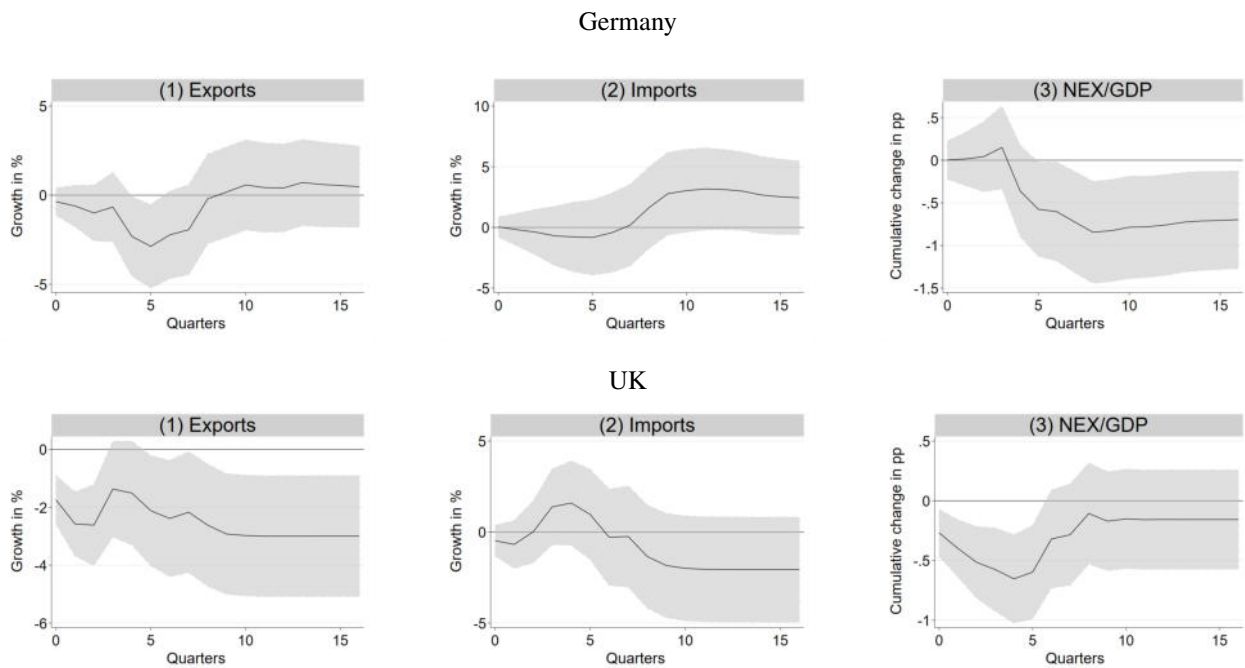 Germany
(1) Exports
(2) Imports
(3) NEX/GDP
Growth in %
5
0
-5
0
5
10
15
Quarters
Growth in %
10
5
0
-5
0
5
10
15
Quarters
Cumulative change in pp
.5
0
-.5
-1
-1.5
0
5
10
15
Quarters
UK
(1) Exports
(2) Imports
(3) NEX/GDP
Growth in %
0
-2
-4
-6
0
5
10
15
Quarters
Growth in %
5
0
-5
0
5
10
15
Quarters
Cumulative change in pp
.5
0
-.5
-1
0
5
10
15
Quarters